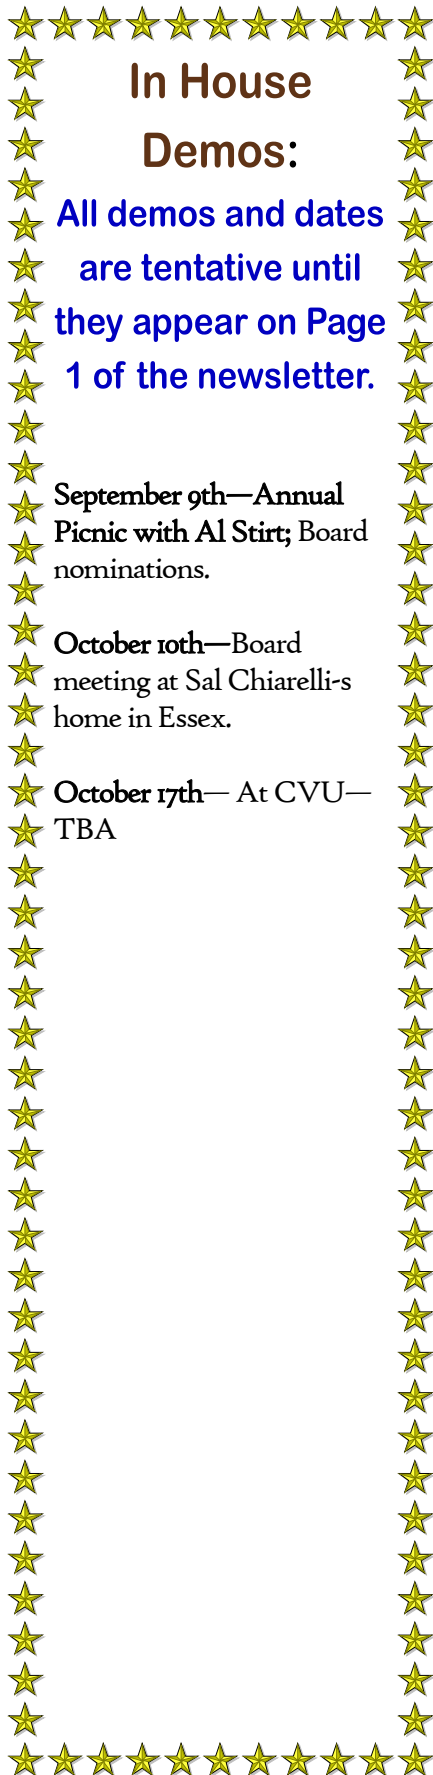 In House
Demos:
All demos and dates
are tentative until
they appear on Page
1 of the newsletter.
September 9th—Annual
Picnic with Al Stirt; Board
nominations.
October 10th—Board
meeting at Sal Chiarelli-s
home in Essex.
October 17th— At CVU—
TBA